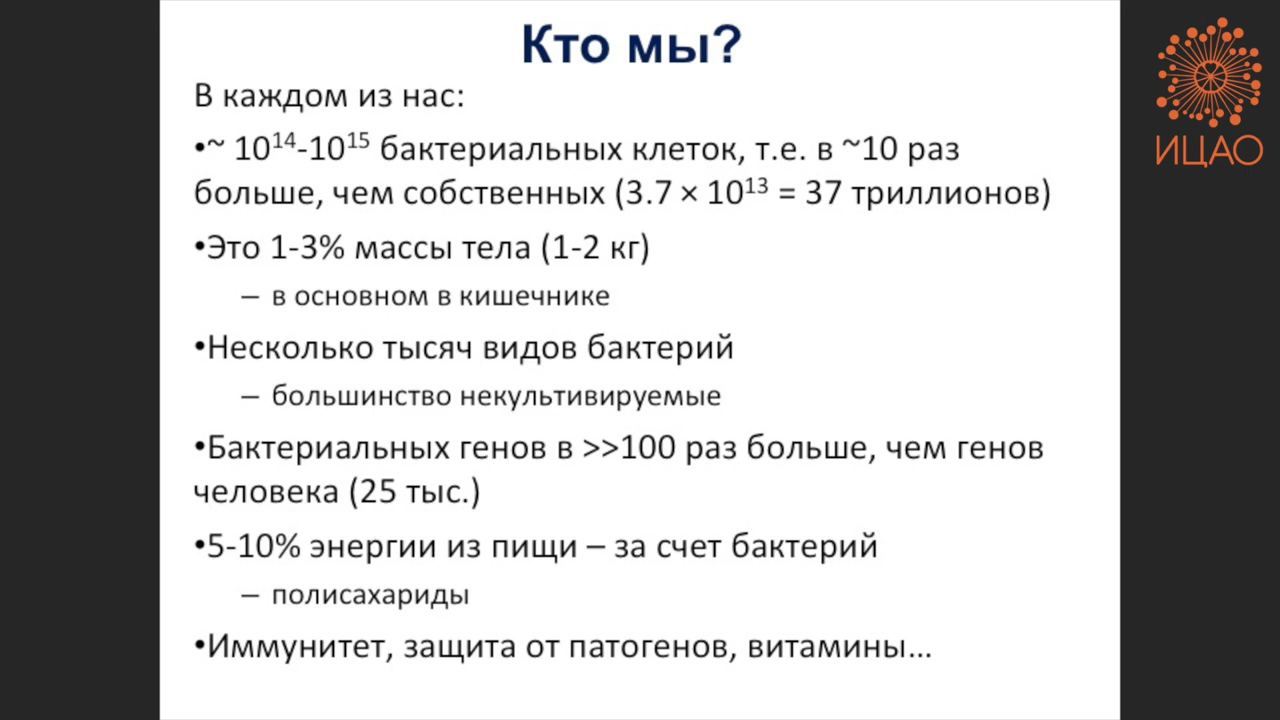 Кто мы?
В каждом из нас:
•~ 10¹⁴-10¹⁵ бактериальных клеток, т.е. в ~10 раз
больше, чем собственных (3.7 × 10¹³ = 37 триллионов)
•Это 1-3% массы тела (1-2 кг)
– в основном в кишечнике
•Несколько тысяч видов бактерий
– большинство некультивируемые
•Бактериальных генов в >>100 раз больше, чем генов
человека (25 тыс.)
•5-10% энергии из пищи – за счет бактерий
– полисахариды
•Иммунитет, защита от патогенов, витамины...
ИЦАО